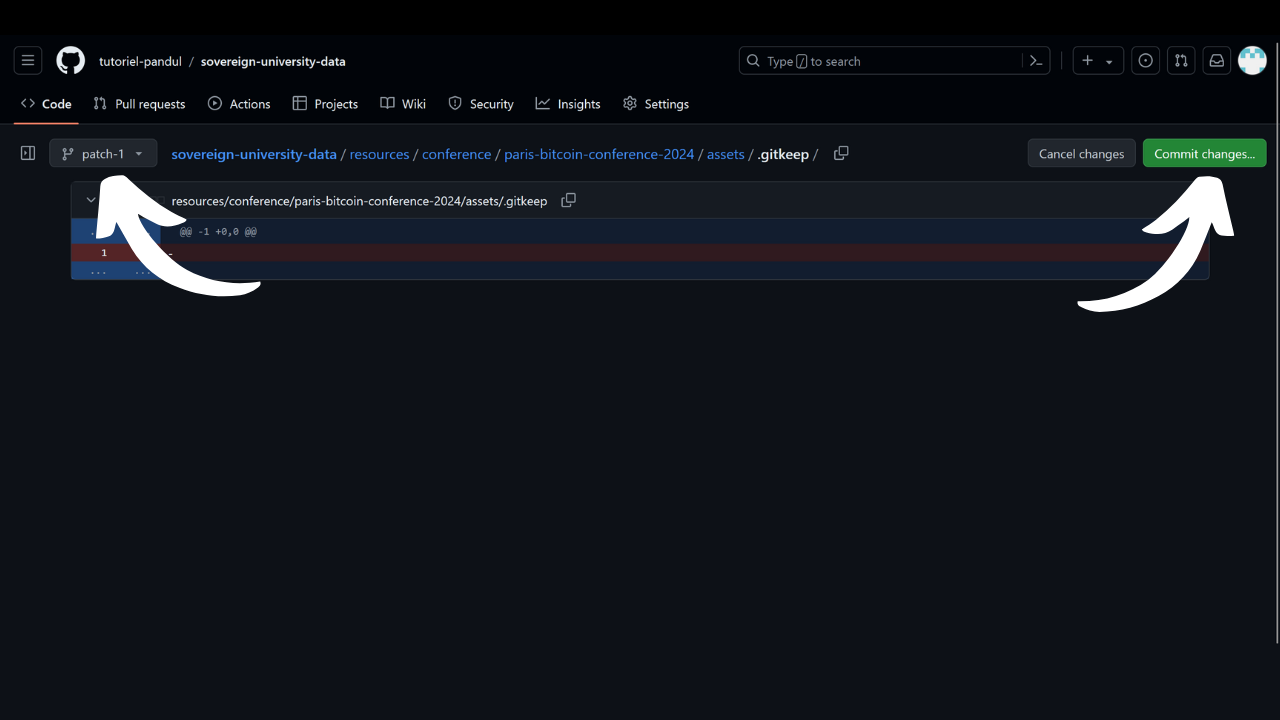 tutoriel-pandul / sovereign-university-data
Type / to search
Code Pull requests Actions Projects Wiki Security Insights Settings
patch-1 sovereign-university-data / resources / conference / paris-bitcoin-conference-2024 / assets / .gitkeep /
Cancel changes Commit changes...
resources/conference/paris-bitcoin-conference-2024/assets/.gitkeep
@@ -1 +0,0 @@
1 -
... ...